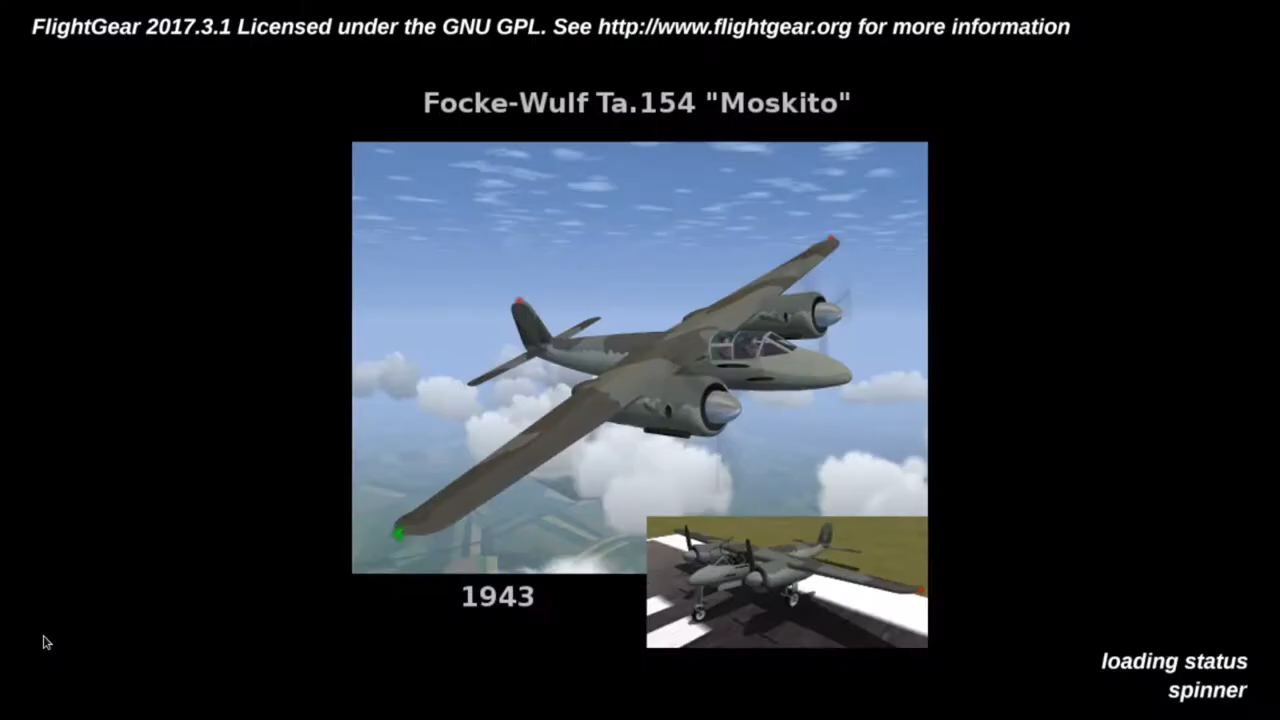 FlightGear 2017.3.1 Licensed under the GNU GPL. See http://www.flightgear.org for more information
Focke-Wulf Ta.154 "Moskito"
1943
loading status
spinner